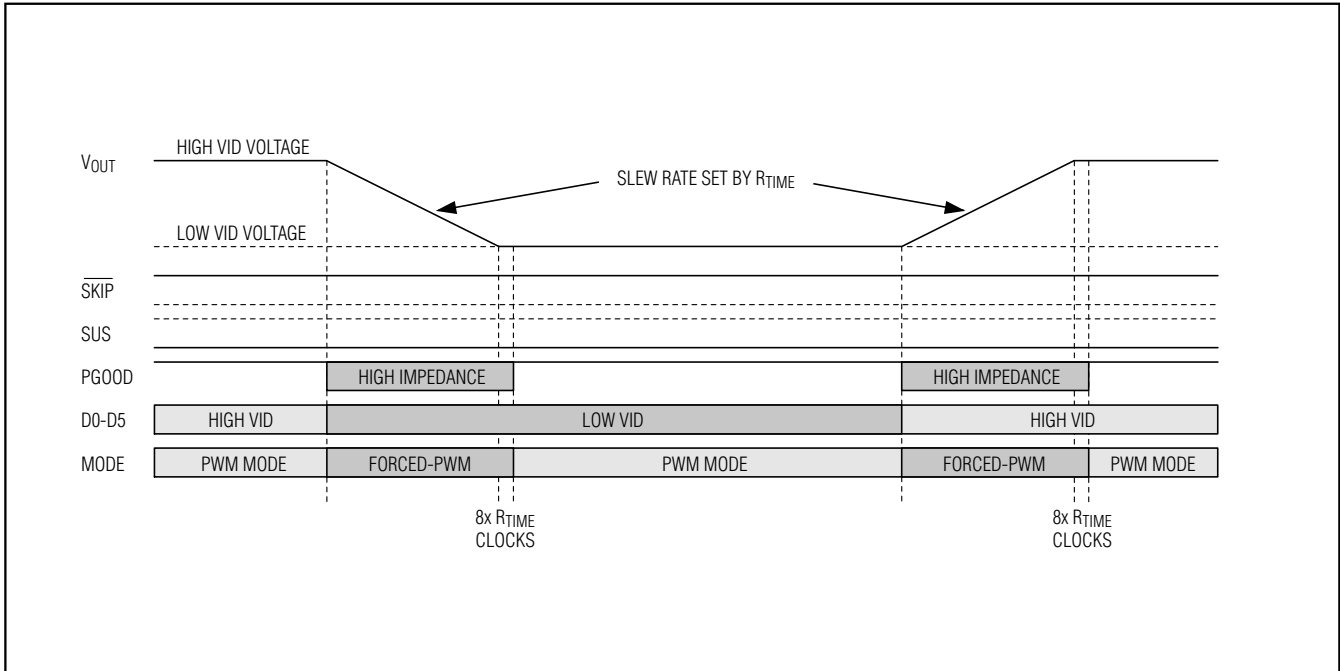 HIGH VID VOLTAGE
VOUT
SLEW RATE SET BY RTIME
LOW VID VOLTAGE
SKIP
SUS
PGOOD HIGH IMPEDANCE HIGH IMPEDANCE
D0-D5 HIGH VID LOW VID HIGH VID
MODE PWM MODE FORCED-PWM PWM MODE FORCED-PWM PWM MODE
8x RTIME 8x RTIME
CLOCKS CLOCKS